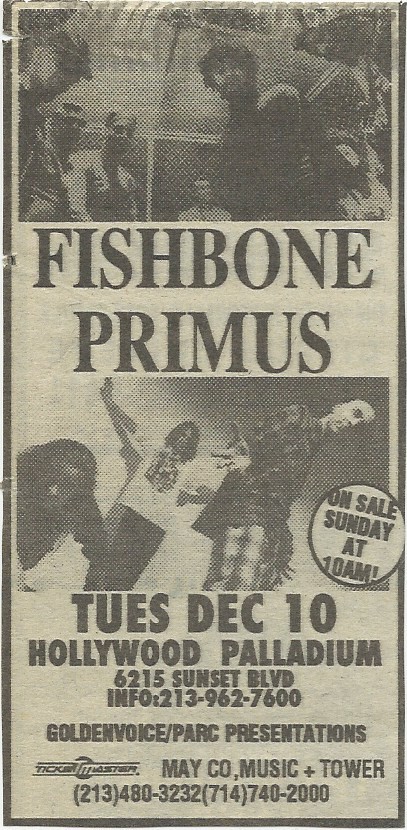 FISHBONE
PRIMUS
ON SALE
SUNDAY
AT
10AM!
TUES DEC 10
HOLLYWOOD PALLADIUM
6215 SUNSET BLVD
INFO:213-962-7600
GOLDENVOICE/PARC PRESENTATIONS
TICKETMASTER. MAY CO,MUSIC + TOWER
(213)480-3232(714)740-2000